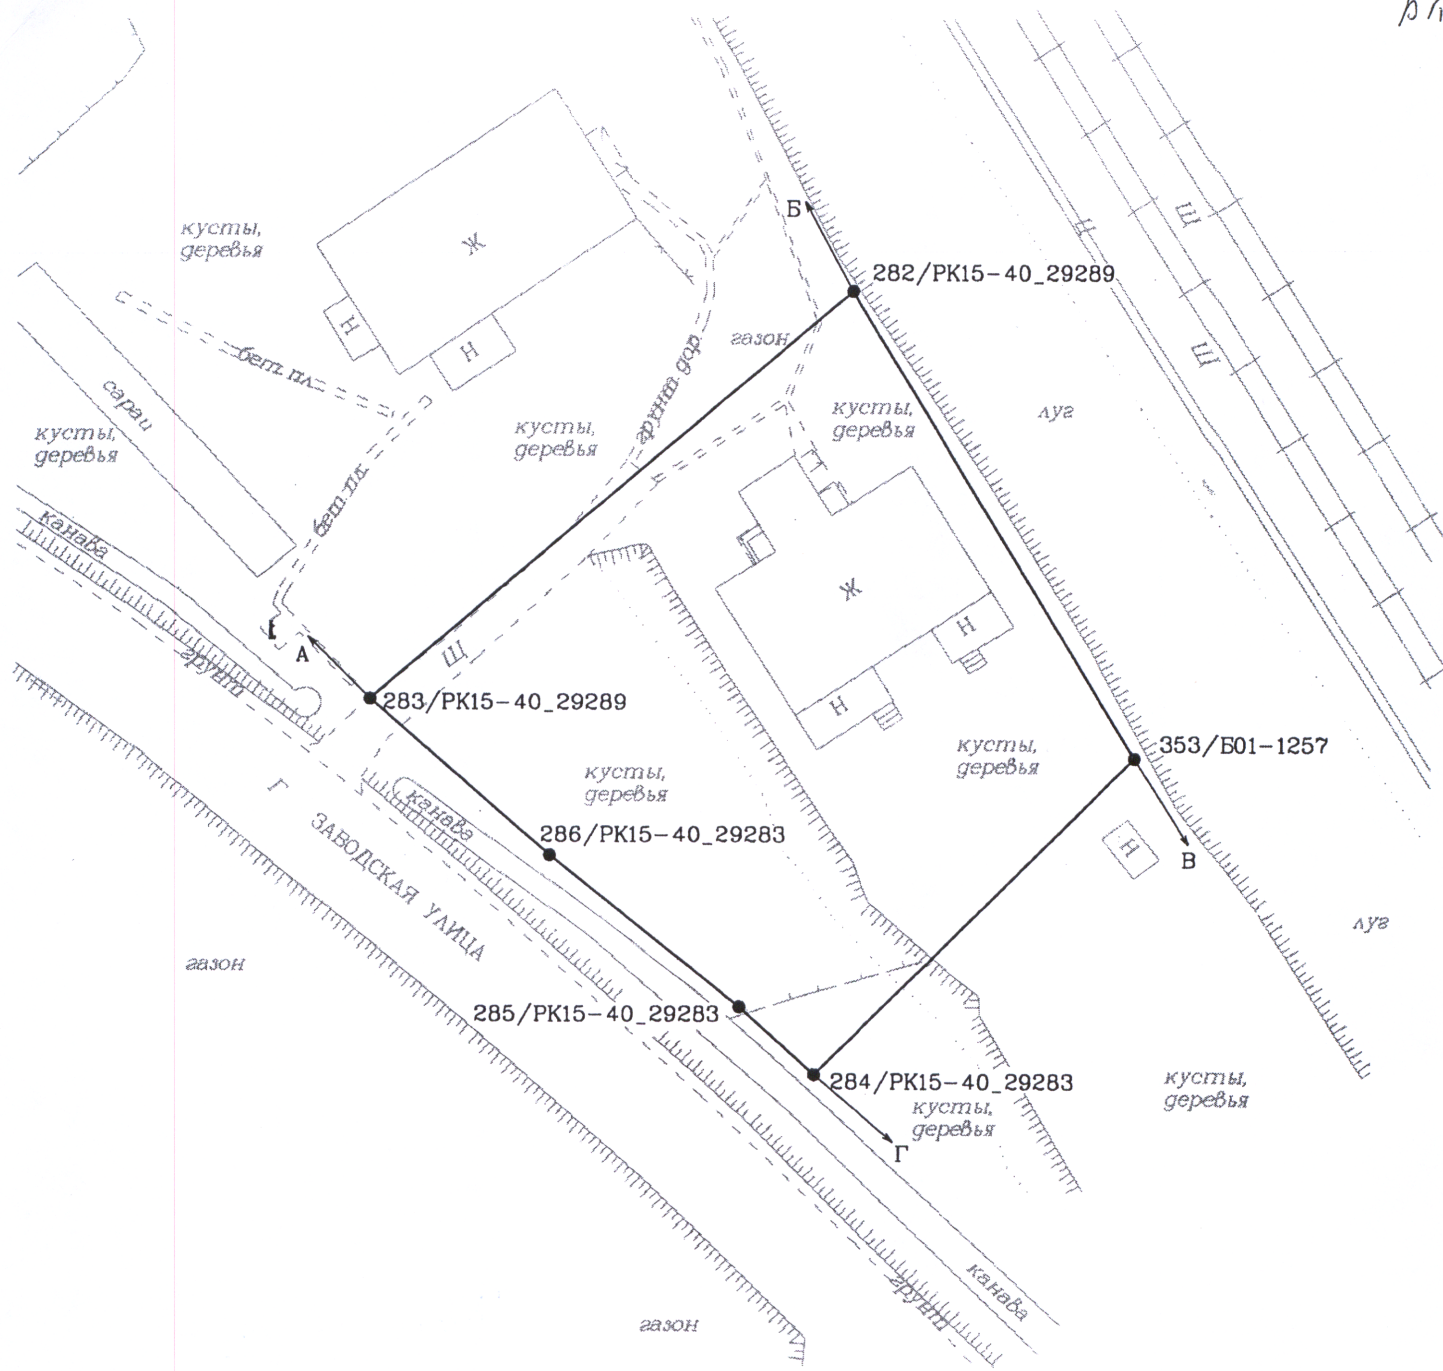 Б
282/РК15-40_29289
кусты,
деревья
Ж
Н
Н
Ц
Ш
Ш
газон
бет. пл.
сараи
грунт. дор.
кусты,
деревья
кусты,
деревья
кусты,
деревья
луг
бет. пл.
канава
Ж
Н
Н
А
Ш
грунт
283/РК15-40_29289
353/Б01-1257
кусты,
деревья
кусты,
деревья
Г
канава
286/РК15-40_29283
Н
В
ЗАВОДСКАЯ УЛИЦА
луг
газон
285/РК15-40_29283
284/РК15-40_29283
кусты,
деревья
кусты,
деревья
Г
канава
грунт
газон